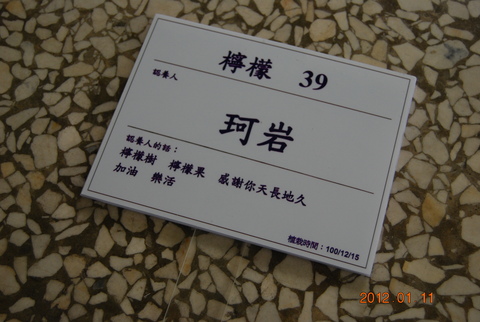 檸檬 39
認養人
珂岩
認養人的話：
檸檬樹 檸檬果 感謝你天長地久
加油 樂活
植栽時間：100/12/15
2012.01.11